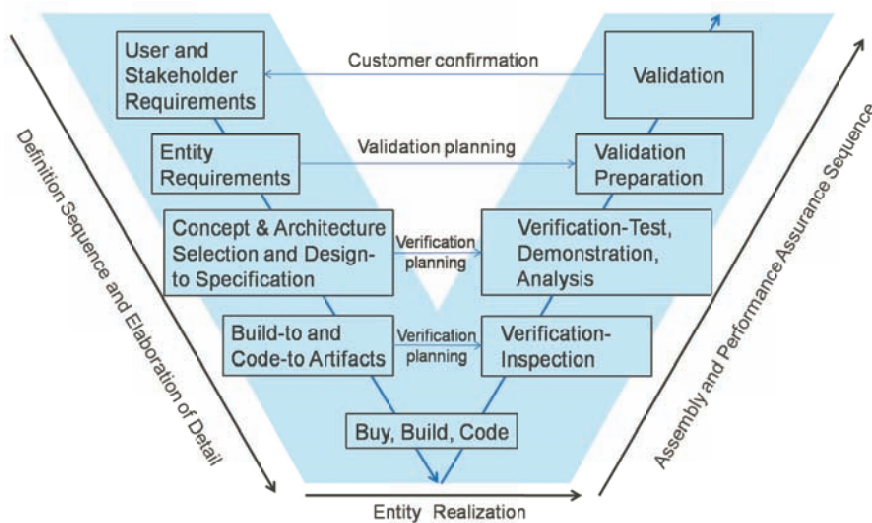 User and
Stakeholder
Requirements
Customer confirmation
Validation
Entity
Requirements
Validation planning
Validation
Preparation
Concept & Architecture
Selection and Design-
to Specification
Verification
planning
Verification-Test,
Demonstration,
Analysis
Build-to and
Code-to Artifacts
Verification
planning
Verification-
Inspection
Buy, Build, Code
Definition Sequence and Elaboration of Detail
Entity Realization
Assembly and Performance Assurance Sequence